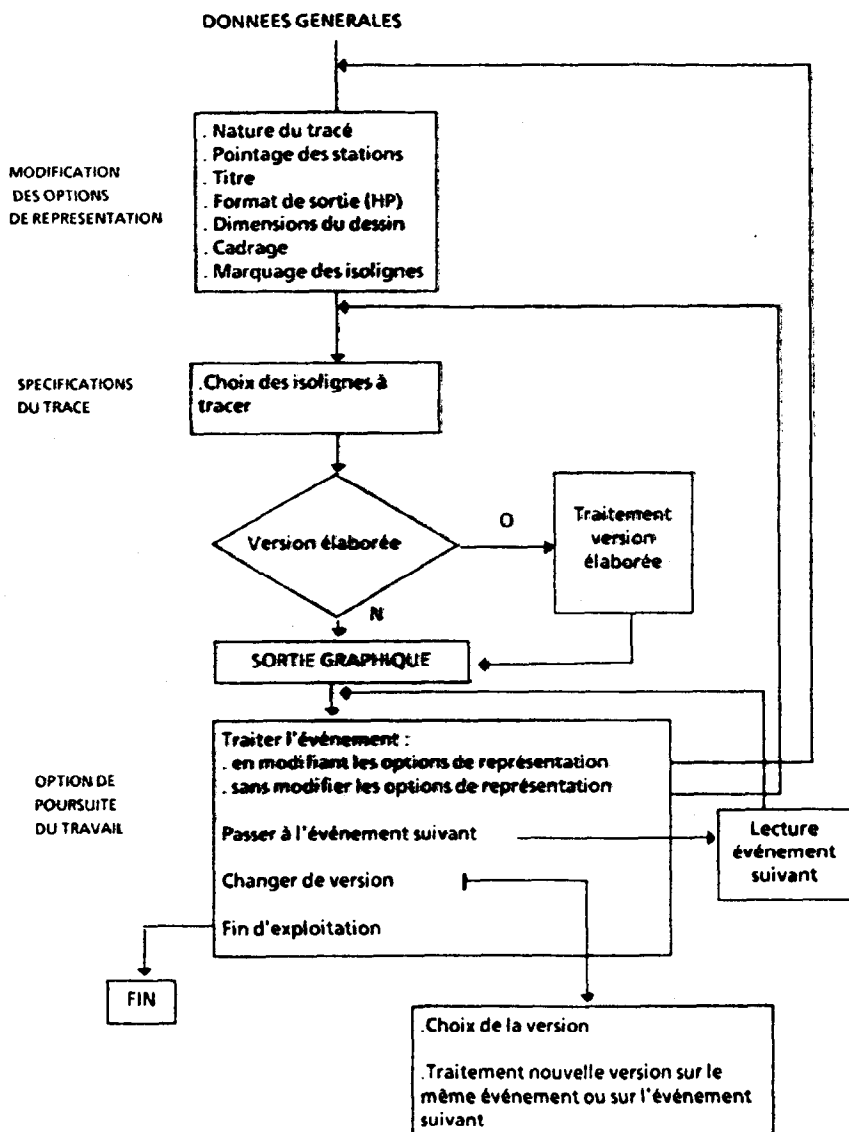 DONNEES GENERALES
MODIFICATION
DES OPTIONS
DE REPRESENTATION
. Nature du tracé
. Pointage des stations
. Titre
. Format de sortie (HP)
. Dimensions du dessin
. Cadrage
. Marquage des isolignes
SPECIFICATIONS
DU TRACE
.Choix des isolignes à
tracer
Version élaborée
O
Traitement
version
élaborée
N
SORTIE GRAPHIQUE
OPTION DE
POURSUITE
DU TRAVAIL
Traiter l'événement :
. en modifiant les options de représentation
. sans modifier les options de représentation
Passer à l'événement suivant
Changer de version
Fin d'exploitation
Lecture
événement
suivant
FIN
.Choix de la version
.Traitement nouvelle version sur le
même événement ou sur l'événement
suivant